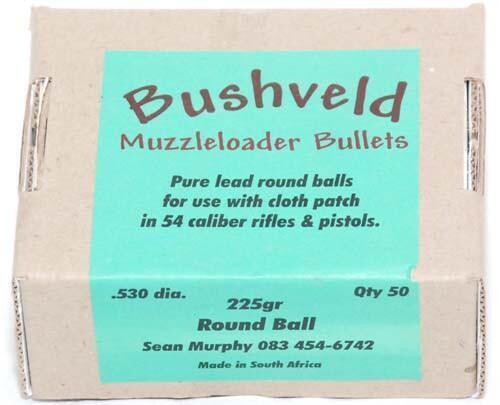 Bushveld
Muzzleloader Bullets
Pure lead round balls
for use with cloth patch
in 54 caliber rifles & pistols.
.530 dia.
Qty 50
225gr
Round Ball
Sean Murphy 083 454-6742
Made in South Africa